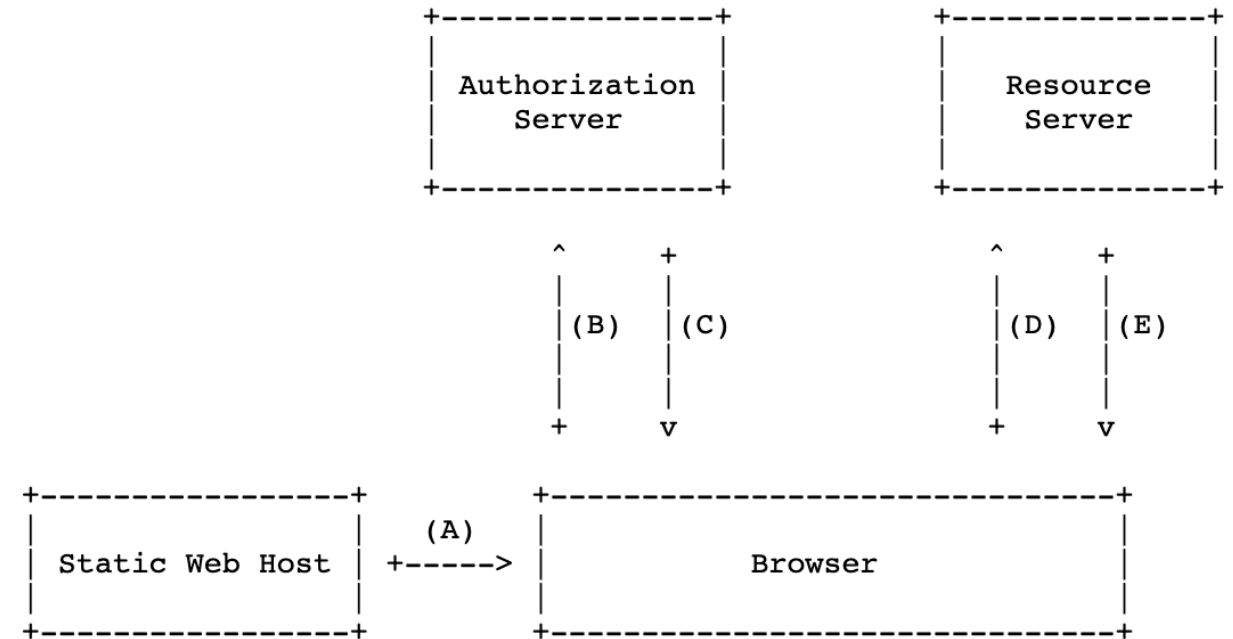 Authorization Resource
Server Server
(B) (C) (D) (E)
(A)
Static Web Host Browser